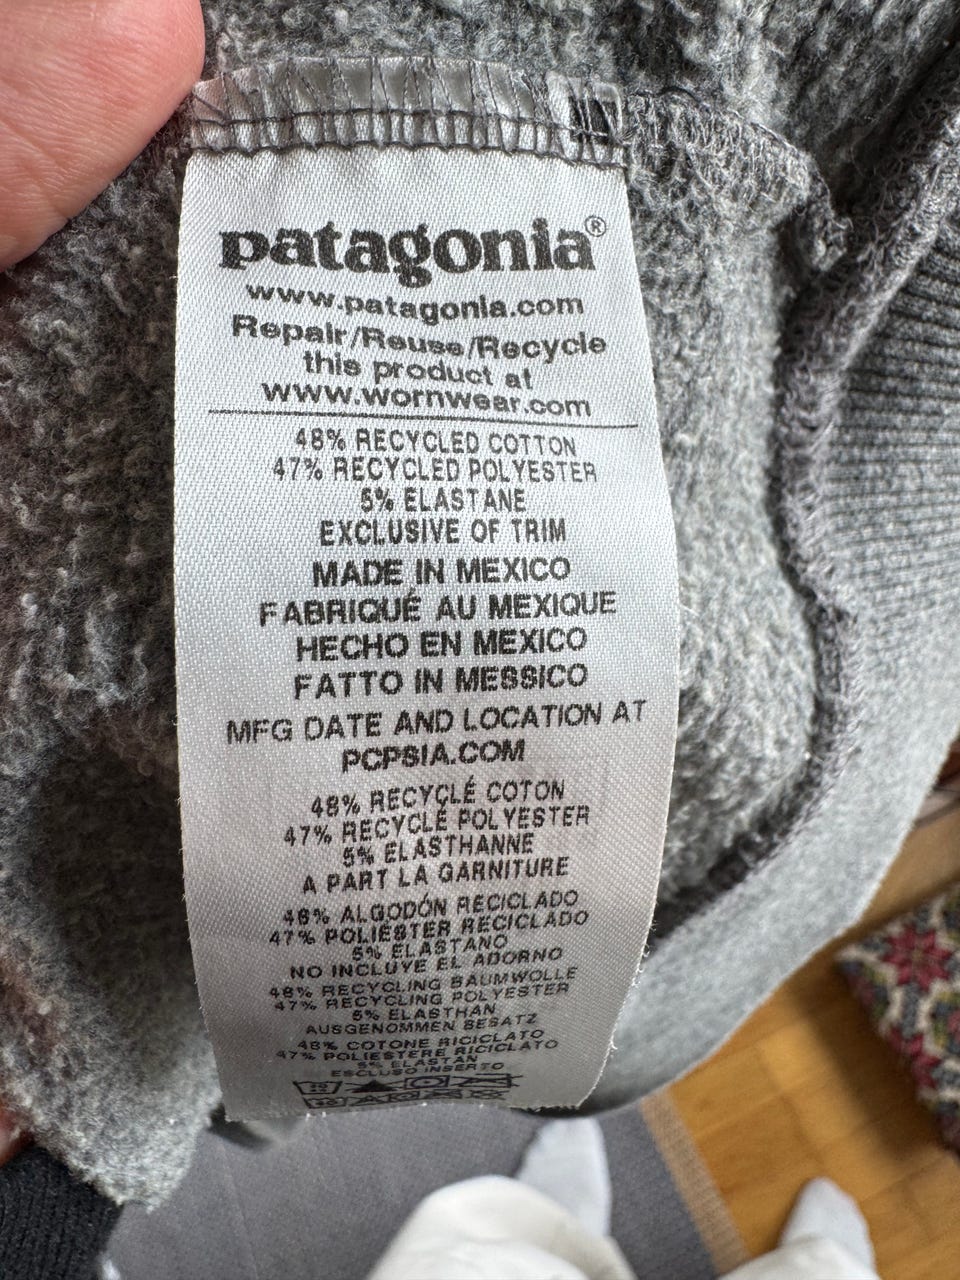 patagonia®
www.patagonia.com
Repair/Reuse/Recycle
this product at
www.wornwear.com
48% RECYCLED COTTON
47% RECYCLED POLYESTER
5% ELASTANE
EXCLUSIVE OF TRIM
MADE IN MEXICO
FABRIQUÉ AU MEXIQUE
HECHO EN MEXICO
FATTO IN MESSICO
MFG DATE AND LOCATION AT
PCPSIA.COM
48% RECYCLÉ COTON
47% RECYCLÉ POLYESTER
5% ELASTHANNE
A PART LA GARNITURE
48% ALGODÓN RECICLADO
47% POLIÉSTER RECICLADO
5% ELASTANO
NO INCLUYE EL ADORNO
48% RECYCLING BAUMWOLLE
47% RECYCLING POLYESTER
5% ELASTHAN
AUSGENOMMEN BESATZ
48% COTONE RICICLATO
47% POLIESTERE RICICLATO
5% ELASTAN
ESCLUSO INSERTO